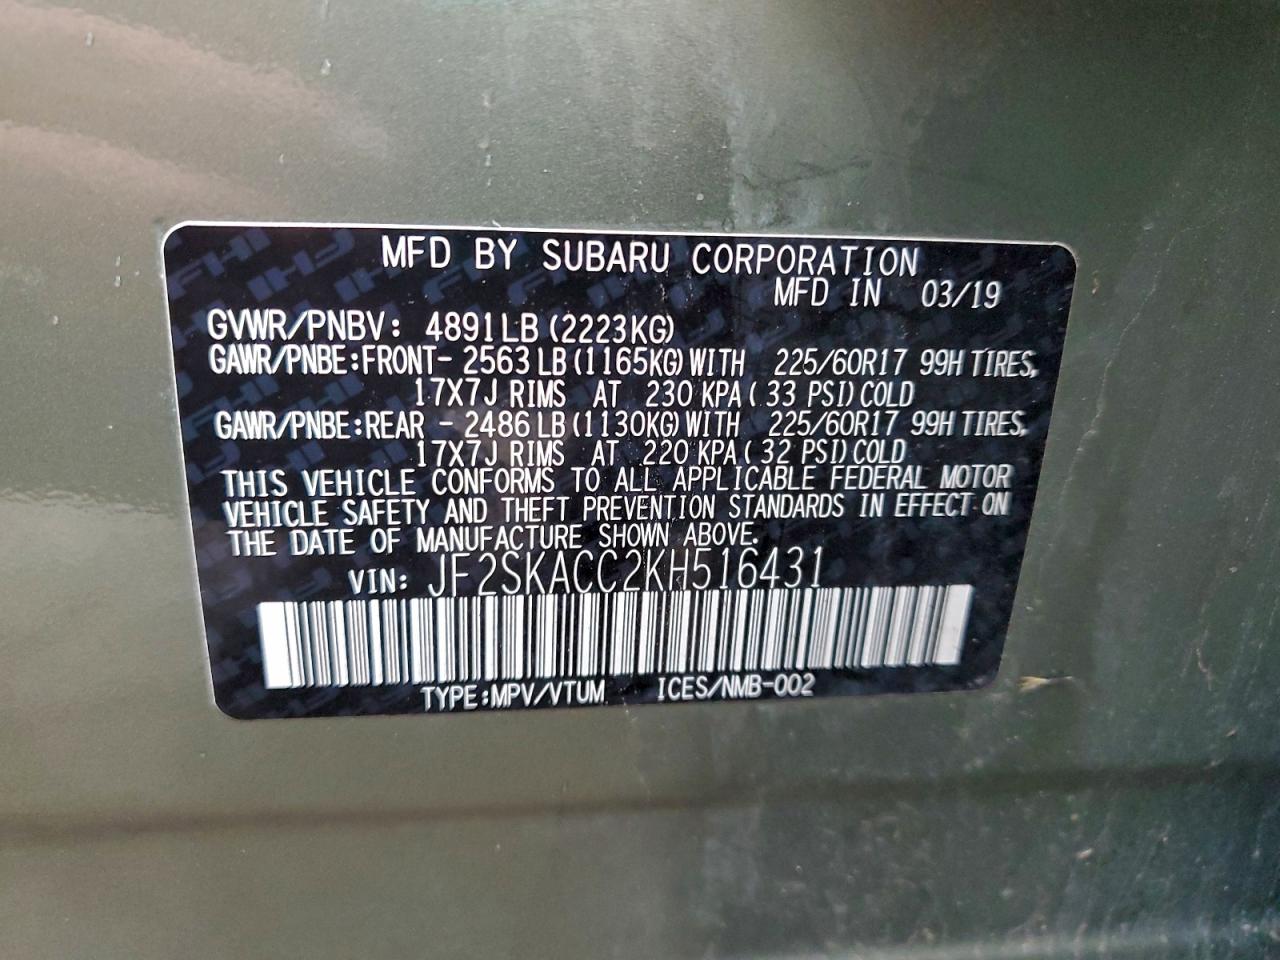 MFD BY SUBARU CORPORATION
MFD IN 03/19
GVWR/PNBV: 4891LB (2223KG)
GAWR/PNBE:FRONT- 2563LB (1165KG) WITH 225/60R17 99H TIRES,
17X7J RIMS AT 230 KPA ( 33 PSI) COLD
GAWR/PNBE:REAR - 2486LB (1130KG) WITH 225/60R17 99H TIRES,
17X7J RIMS AT 220 KPA ( 32 PSI) COLD
THIS VEHICLE CONFORMS TO ALL APPLICABLE FEDERAL MOTOR
VEHICLE SAFETY AND THEFT PREVENTION STANDARDS IN EFFECT ON
THE DATE OF MANUFACTURE SHOWN ABOVE.
VIN: JF2SKACC2KH516431
TYPE:MPV/VTUM ICES/NMB-002